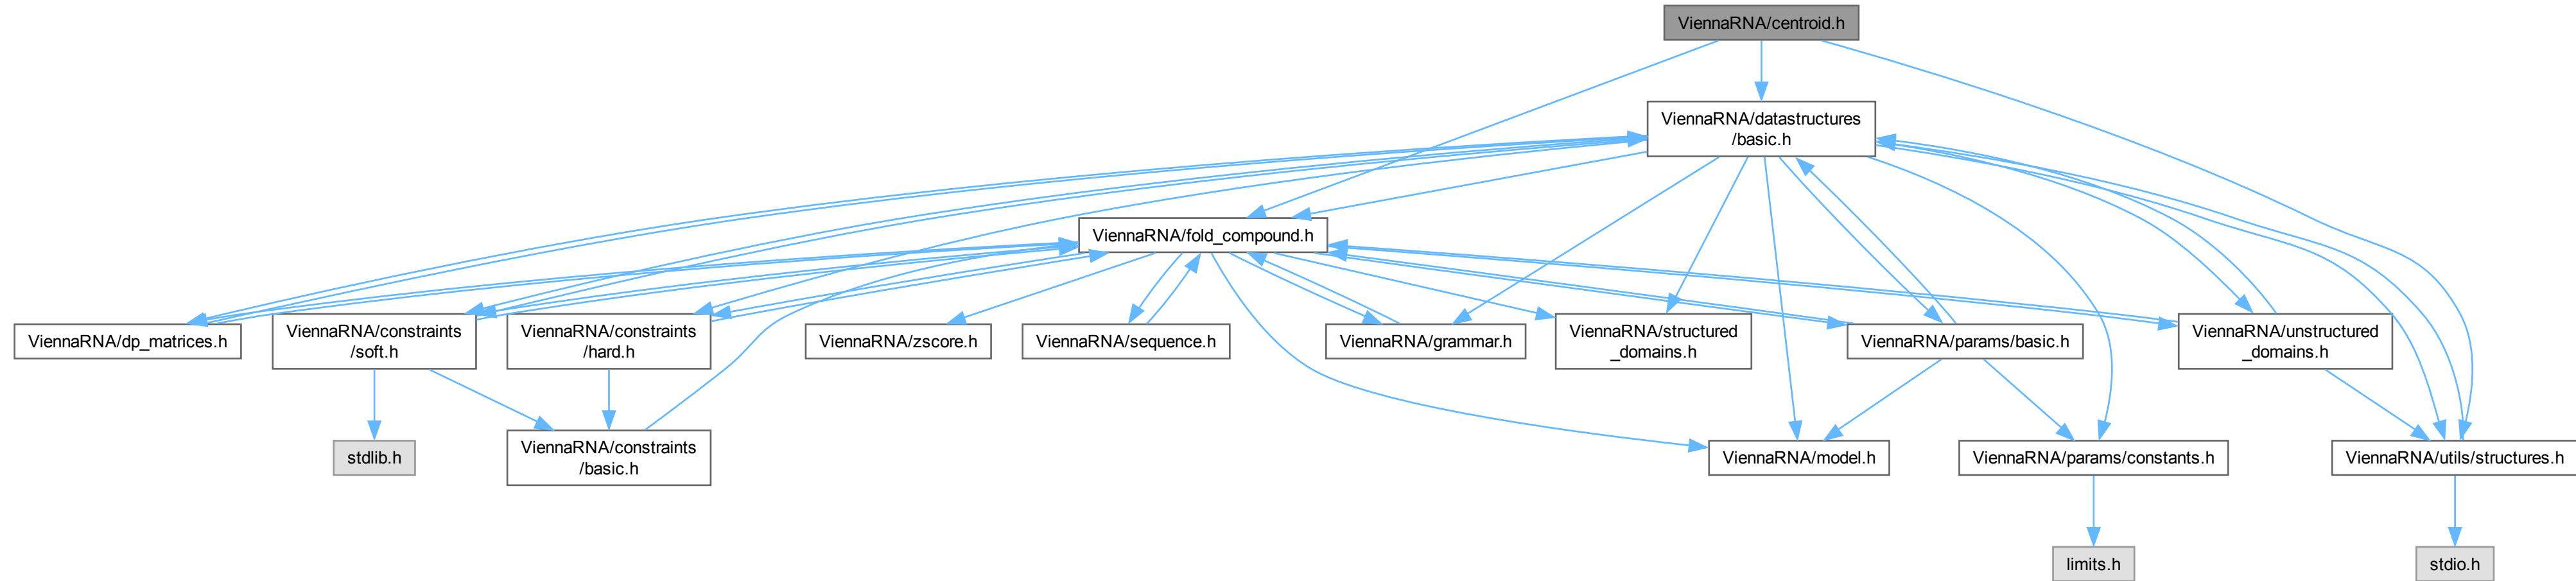 ViennaRNA/centroid.h
ViennaRNA/datastructures
/basic.h
ViennaRNA/fold_compound.h
ViennaRNA/dp_matrices.h
ViennaRNA/constraints
/soft.h
ViennaRNA/constraints
/hard.h
ViennaRNA/zscore.h
ViennaRNA/sequence.h
ViennaRNA/grammar.h
ViennaRNA/structured
_domains.h
ViennaRNA/params/basic.h
ViennaRNA/unstructured
_domains.h
stdlib.h
ViennaRNA/constraints
/basic.h
ViennaRNA/model.h
ViennaRNA/params/constants.h
ViennaRNA/utils/structures.h
limits.h
stdio.h